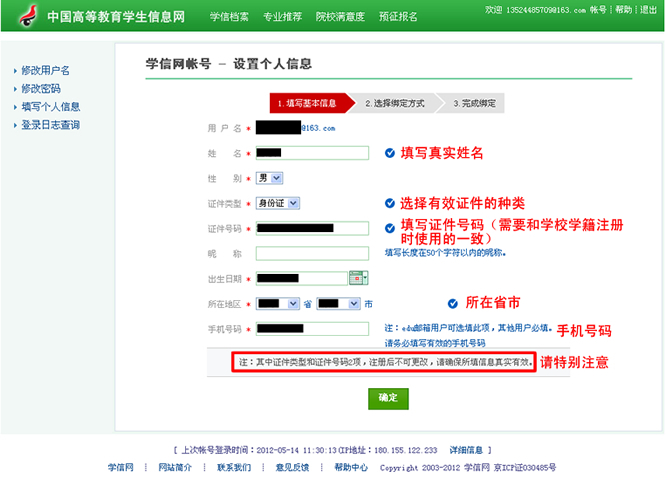 中国高等教育学生信息网 学信档案 专业推荐 院校满意度 预征报名 欢迎 13524485709@163.com 帐号 | 帮助 | 退出
修改用户名
修改密码
填写个人信息
登录日志查询
学信网帐号 - 设置个人信息
1.填写基本信息 2.选择绑定方式 3.完成绑定
用 户 名 * @163.com
姓 名 * 填写真实姓名
性 别 * 男
证件类型 * 身份证 选择有效证件的种类
证件号码 * 填写证件号码（需要和学校学籍注册
时使用的一致）
昵 称 填写长度在50个字符以内的昵称。
出生日期 *
所在地区 * 省 市 所在省市
手机号码 * 注：edu邮箱用户可选填此项，其他用户必填。 手机号码
请务必填写有效的手机号码
注：其中证件类型和证件号码2项，注册后不可更改，请确保所填信息真实有效。 请特别注意
确定
[ 上次帐号登录时间：2012-05-14 11:30:13(IP地址：180.155.122.233 详细信息 ]
学信网 ┊ 网站简介 ┊ 联系我们 ┊ 意见反馈 ┊ 帮助中心 Copyright 2003-2012 学信网 京ICP证030485号